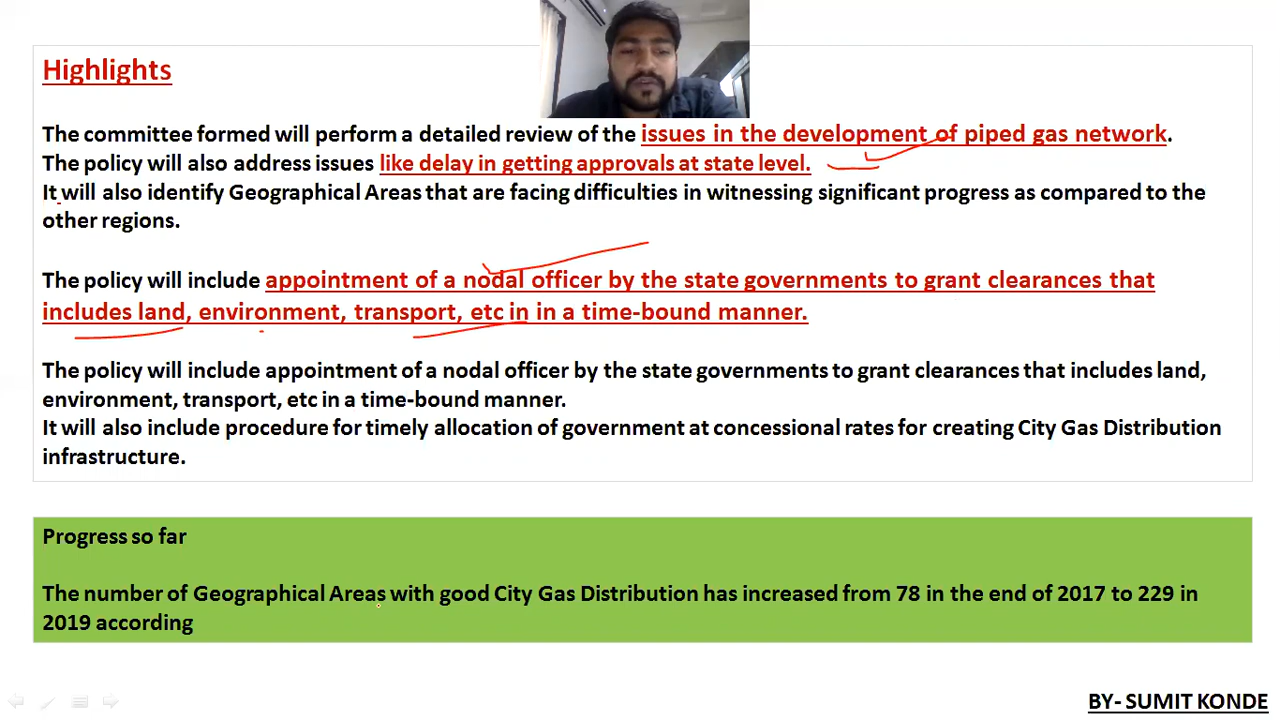 Highlights
The committee formed will perform a detailed review of the issues in the development of piped gas network.
The policy will also address issues like delay in getting approvals at state level.
It will also identify Geographical Areas that are facing difficulties in witnessing significant progress as compared to the
other regions.
The policy will include appointment of a nodal officer by the state governments to grant clearances that
includes land, environment, transport, etc in in a time-bound manner.
The policy will include appointment of a nodal officer by the state governments to grant clearances that includes land,
environment, transport, etc in a time-bound manner.
It will also include procedure for timely allocation of government at concessional rates for creating City Gas Distribution
infrastructure.
Progress so far
The number of Geographical Areas with good City Gas Distribution has increased from 78 in the end of 2017 to 229 in
2019 according
BY- SUMIT KONDE